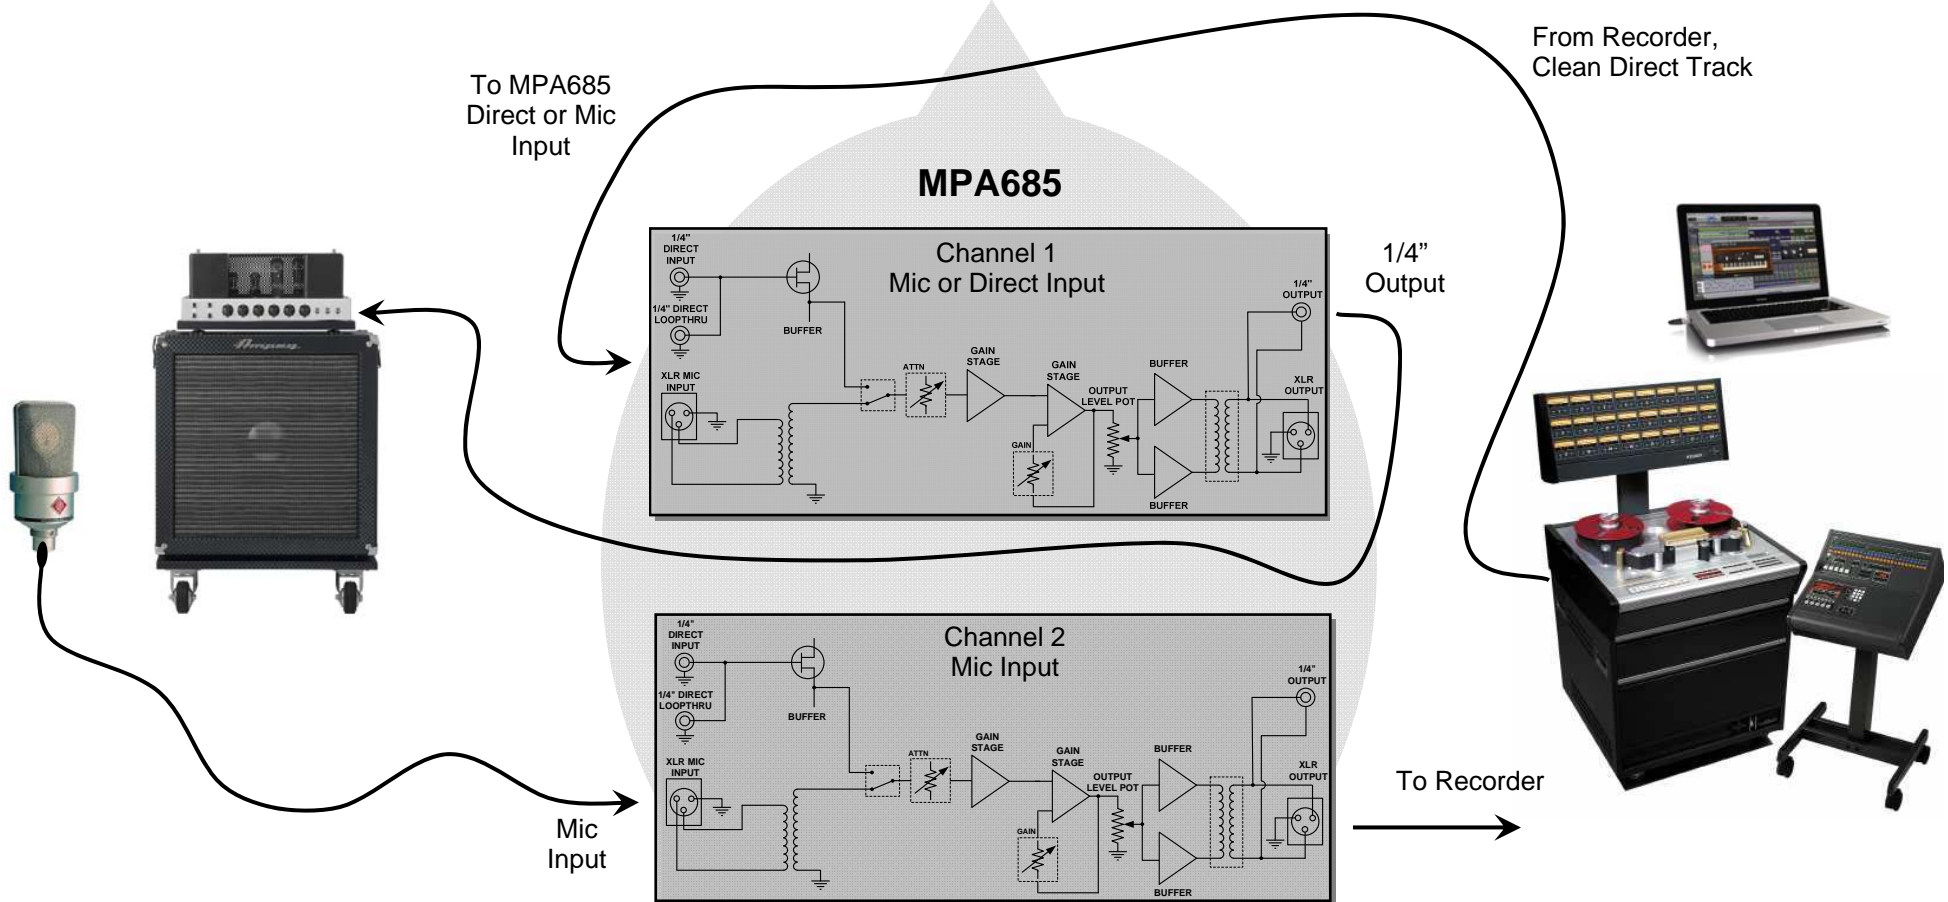 From Recorder,
Clean Direct Track
To MPA685
Direct or Mic
Input
MPA685
Channel 1
Mic or Direct Input
1/4"
DIRECT
INPUT
1/4" DIRECT
LOOPTHRU
XLR MIC
INPUT
BUFFER
ATTN
GAIN
STAGE
GAIN
STAGE
GAIN
OUTPUT
LEVEL POT
BUFFER
BUFFER
1/4"
OUTPUT
XLR
OUTPUT
1/4”
Output
Ampeg
Channel 2
Mic Input
1/4"
DIRECT
INPUT
1/4" DIRECT
LOOPTHRU
XLR MIC
INPUT
BUFFER
ATTN
GAIN
STAGE
GAIN
STAGE
GAIN
OUTPUT
LEVEL POT
BUFFER
BUFFER
1/4"
OUTPUT
XLR
OUTPUT
Mic
Input
To Recorder